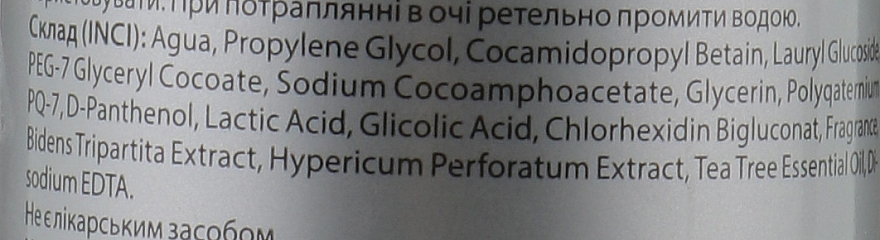 При потраплянні в очі ретельно промити водою.
Склад (INCI): Agua, Propylene Glycol, Cocamidopropyl Betain, Lauryl Glucoside,
PEG-7 Glyceryl Cocoate, Sodium Cocoamphoacetate, Glycerin, Polyqaternium
PQ-7, D-Panthenol, Lactic Acid, Glicolic Acid, Chlorhexidin Bigluconat, Fragrance,
Bidens Tripartita Extract, Hypericum Perforatum Extract, Tea Tree Essential Oil, Di-
sodium EDTA.
Не є лікарським засобом.